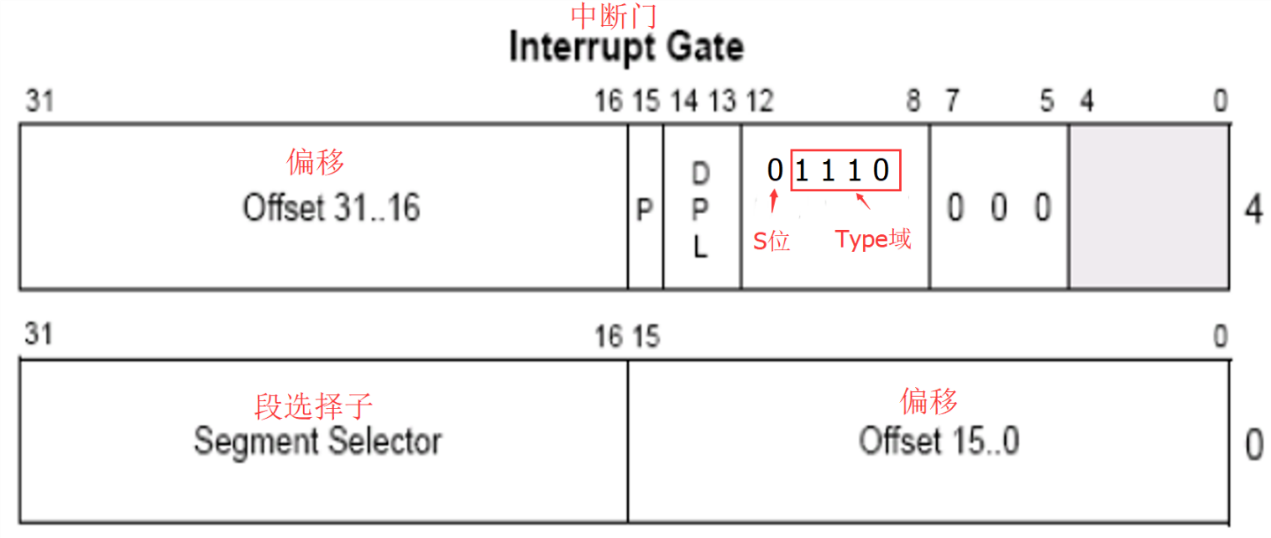 中断门
Interrupt Gate
31 16 15 14 13 12 8 7 5 4 0
偏移
Offset 31..16
P
D
P
L
0 1 1 1 0
S位
Type域
0 0 0
4
31 16 15 0
段选择子
Segment Selector
偏移
Offset 15..0
0